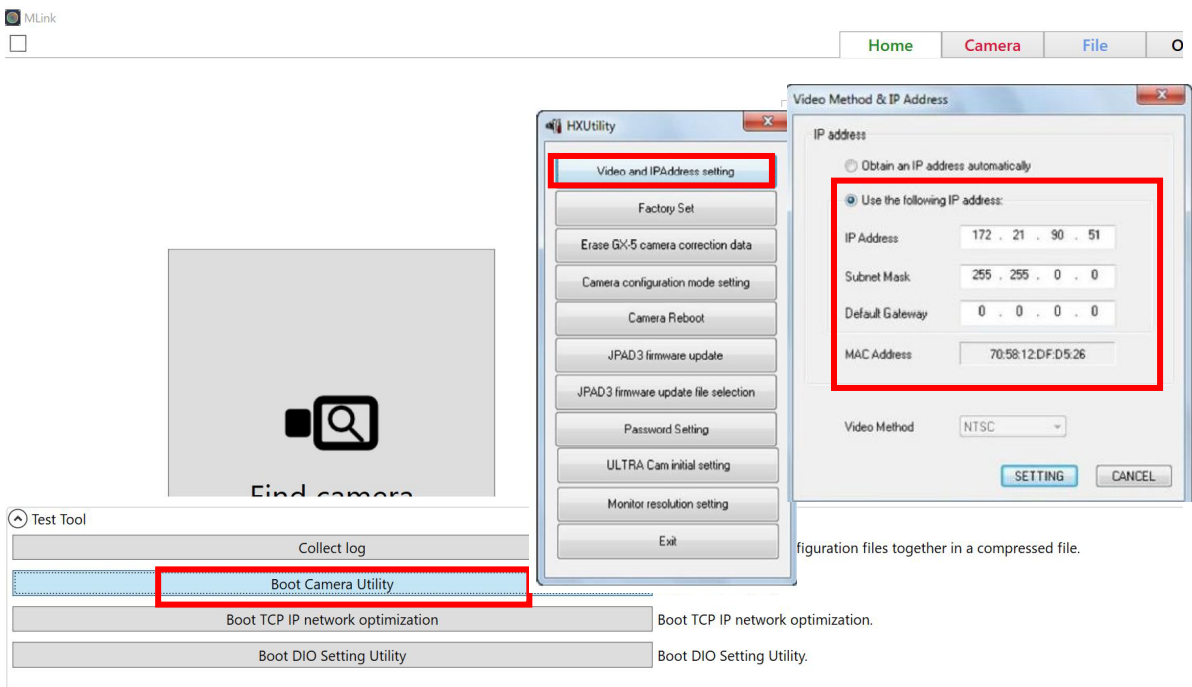 MLink
Home
Camera
File
O
Find camera
HXUtility
Video and IPAddress setting
Factory Set
Erase GX-5 camera correction data
Camera configuration mode setting
Camera Reboot
JPAD3 firmware update
JPAD3 firmware update file selection
Password Setting
ULTRA Cam initial setting
Monitor resolution setting
Exit
Video Method & IP Address
IP address
Obtain an IP address automatically
Use the following IP address:
IP Address 172 . 21 . 90 . 51
Subnet Mask 255 . 255 . 0 . 0
Default Gateway 0 . 0 . 0 . 0
MAC Address 70:58:12:DF:D5:26
Video Method NTSC
SETTING CANCEL
Test Tool
Collect log
figuration files together in a compressed file.
Boot Camera Utility
Boot TCP IP network optimization Boot TCP IP network optimization.
Boot DIO Setting Utility Boot DIO Setting Utility.